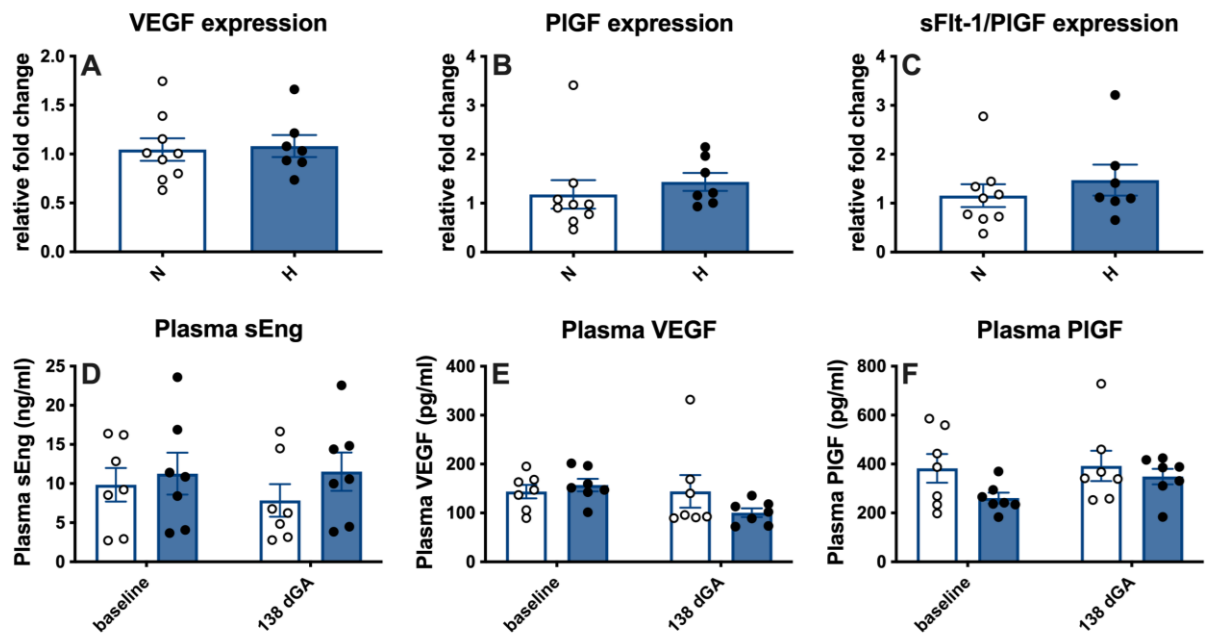 VEGF expression
A
relative fold change
2.0
1.5
1.0
0.5
0.0
N
H
PlGF expression
B
relative fold change
4
3
2
1
0
N
H
sFlt-1/PlGF expression
C
relative fold change
4
3
2
1
0
N
H
Plasma sEng
D
Plasma sEng (ng/ml)
25
20
15
10
5
0
baseline
138 dGA
Plasma VEGF
E
Plasma VEGF (pg/ml)
400
300
200
100
0
baseline
138 dGA
Plasma PlGF
F
Plasma PlGF (pg/ml)
800
600
400
200
0
baseline
138 dGA